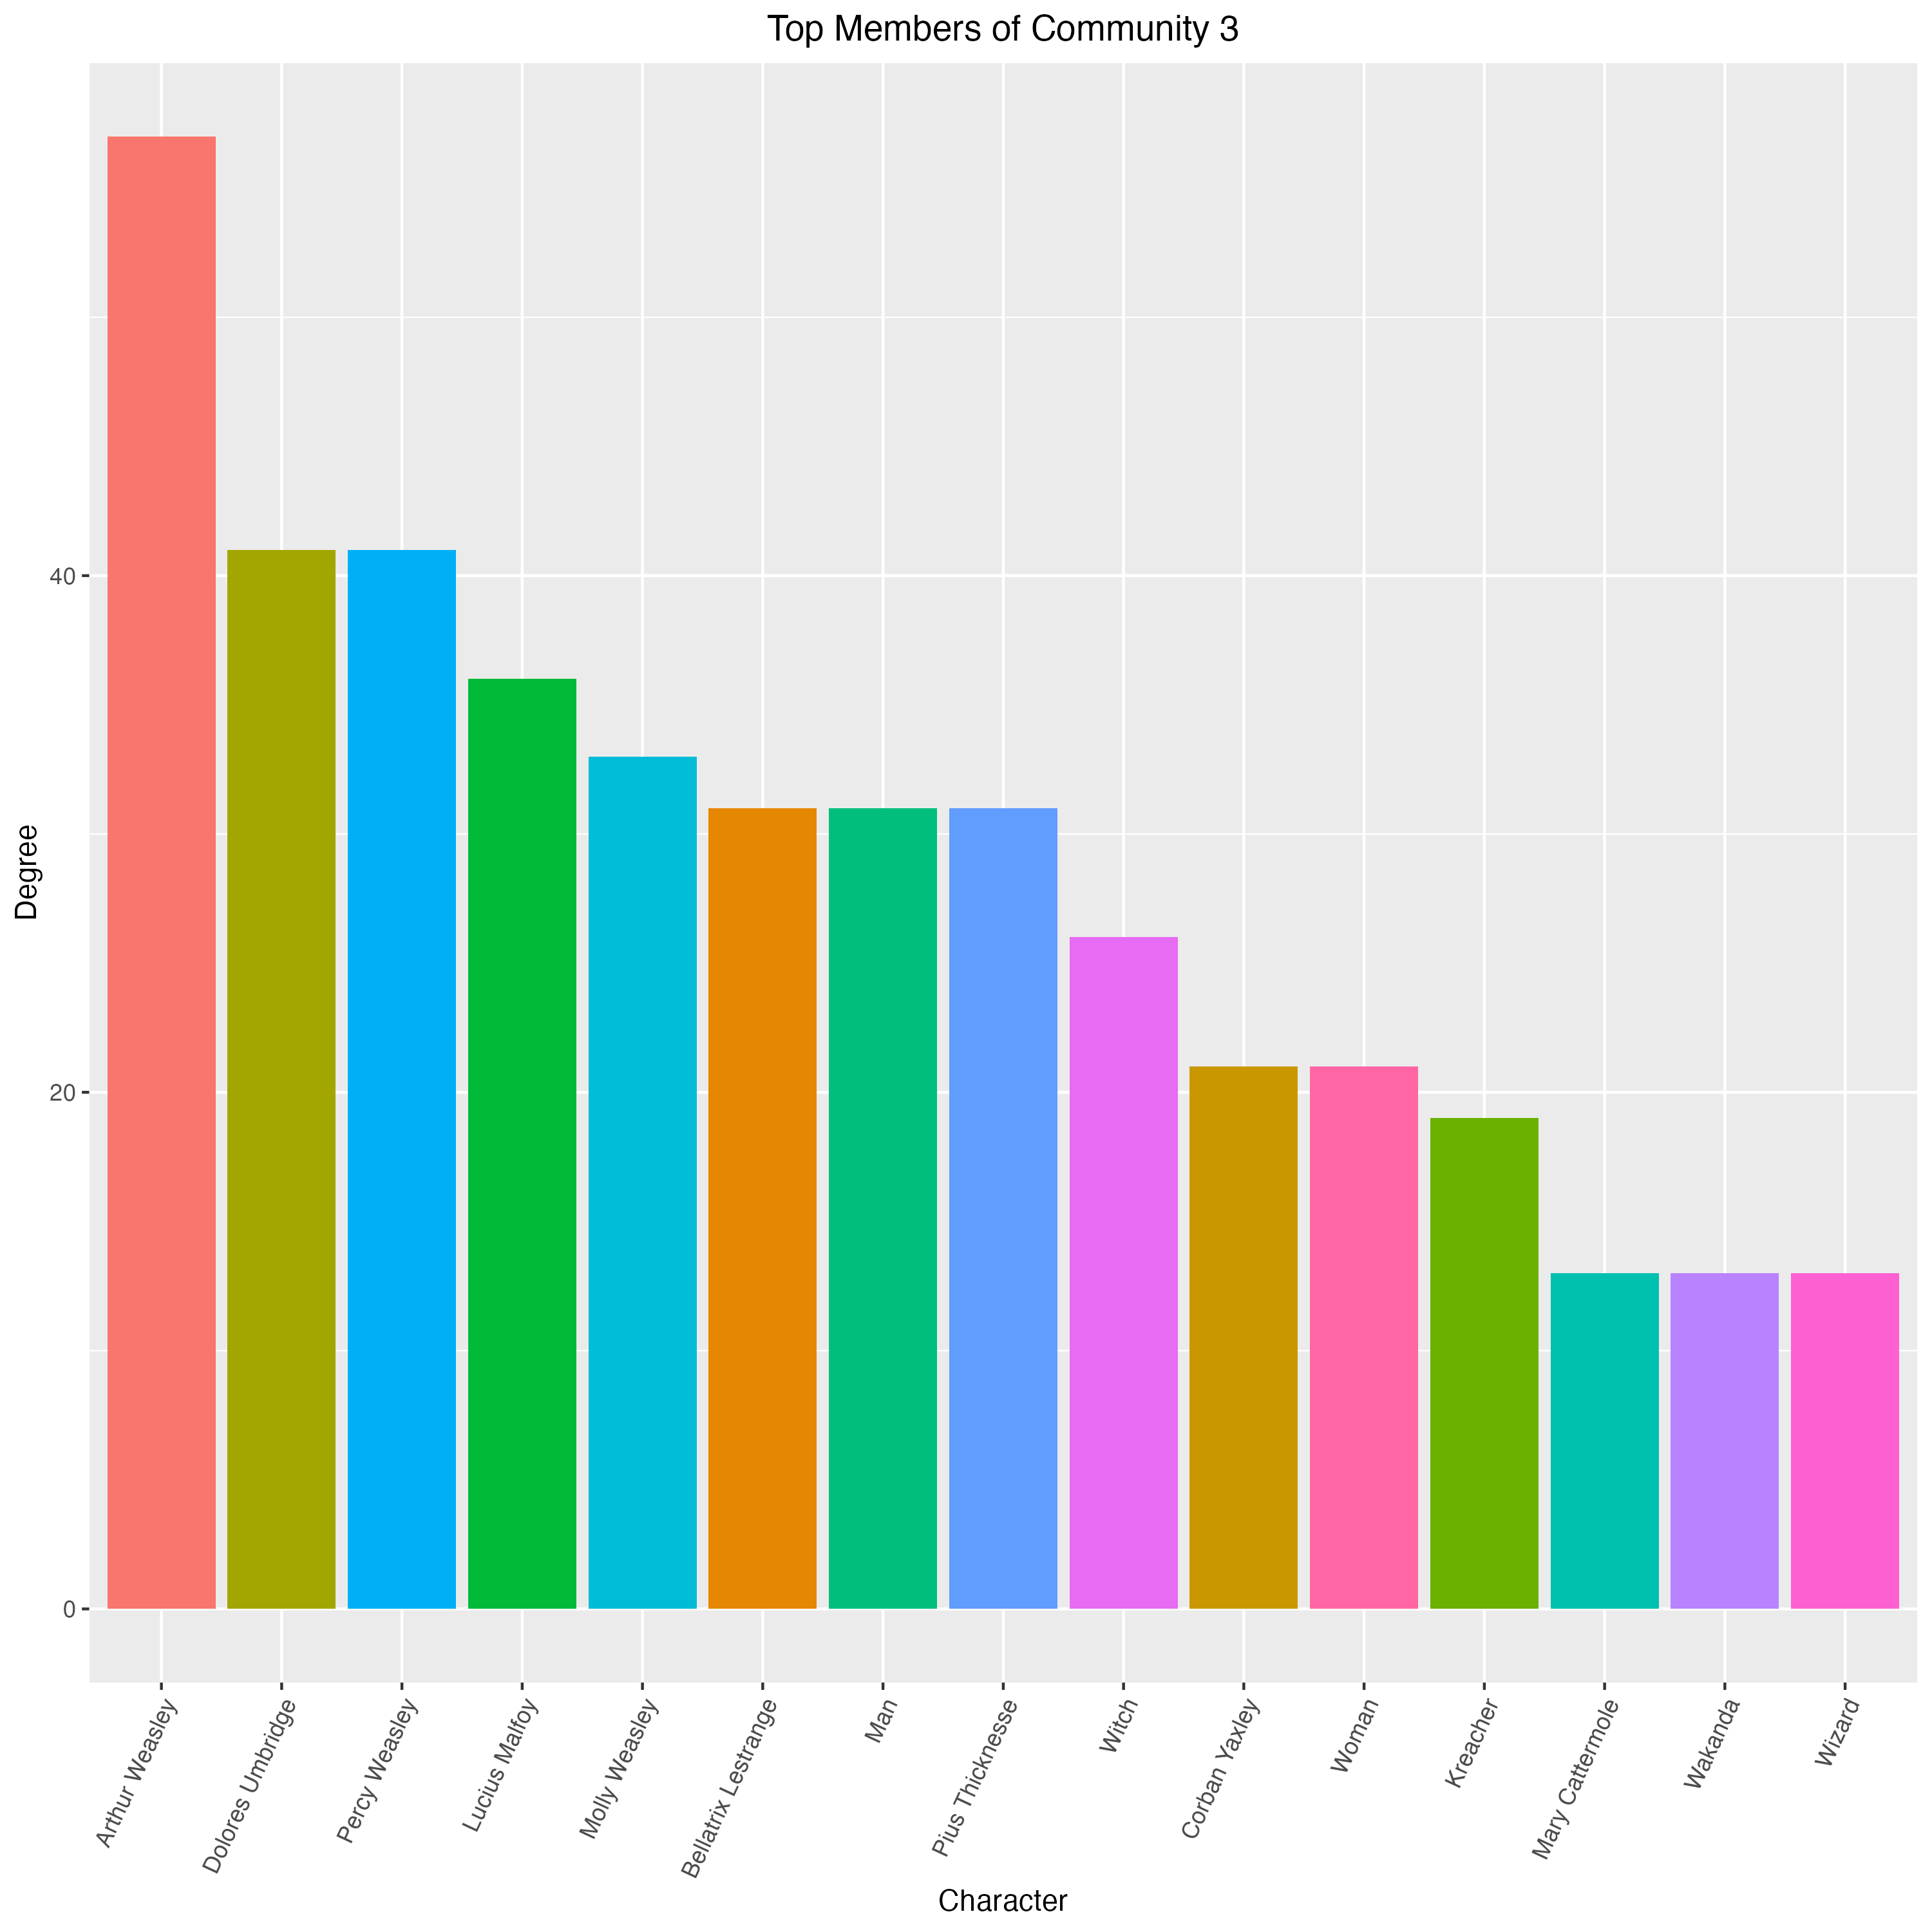 Top Members of Community 3
Degree
40
20
0
Arthur Weasley
Dolores Umbridge
Percy Weasley
Lucius Malfoy
Molly Weasley
Bellatrix Lestrange
Man
Pius Thicknesse
Witch
Corban Yaxley
Woman
Kreacher
Mary Cattermole
Wakanda
Wizard
Character